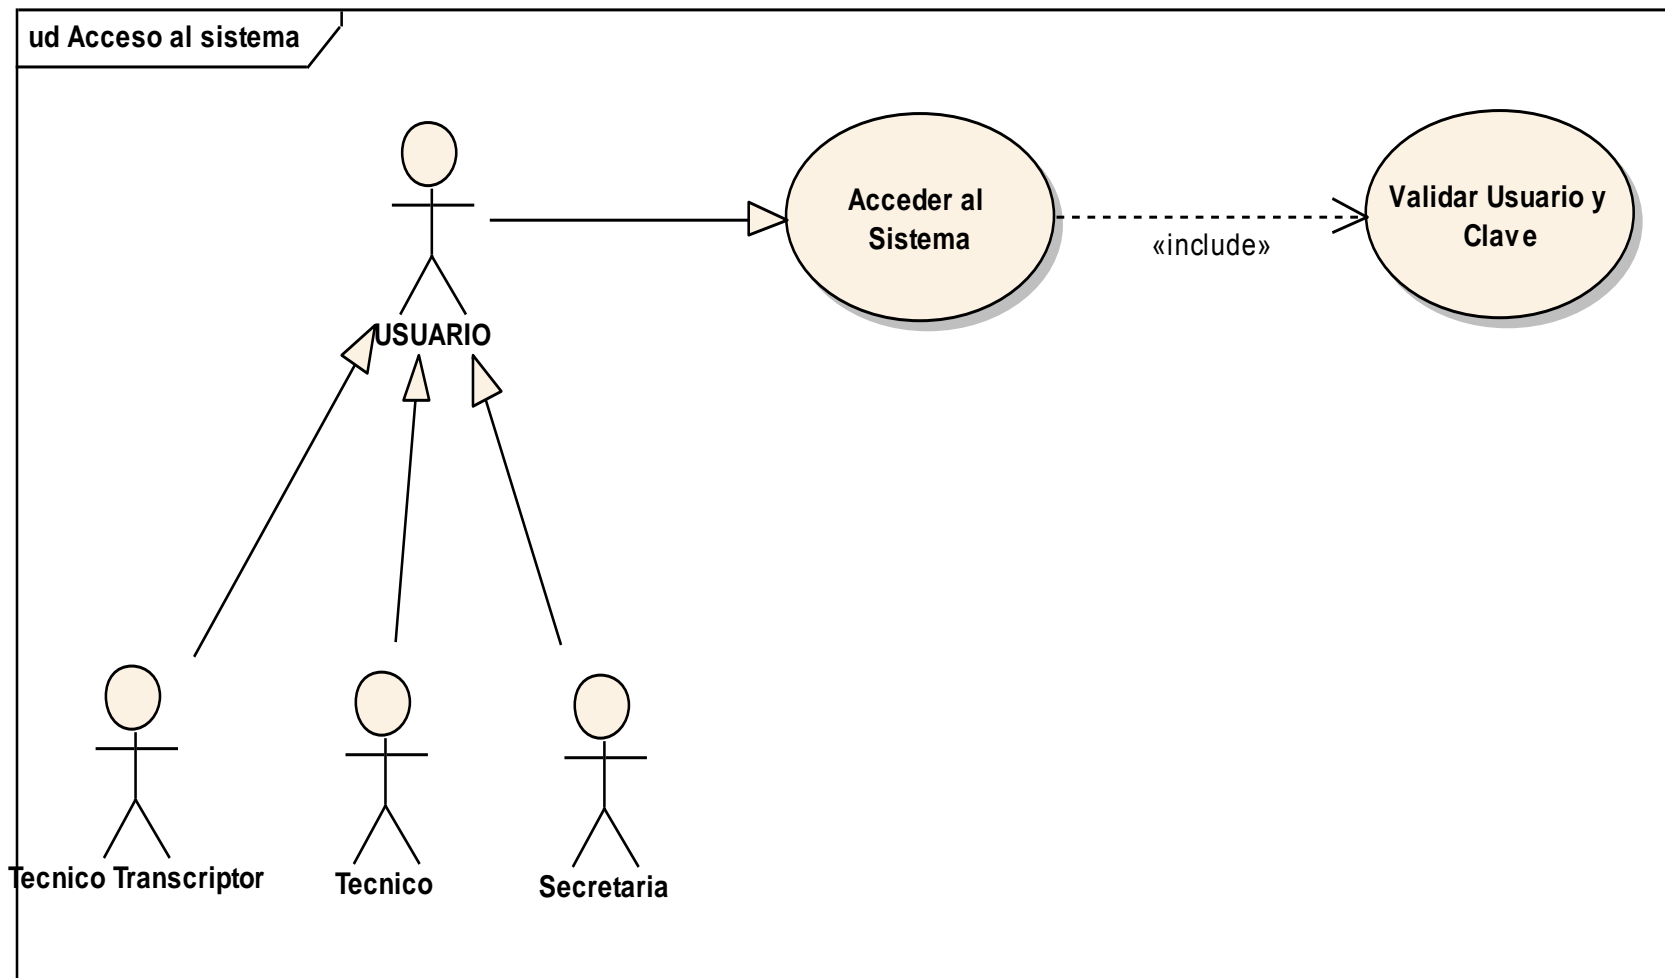 ud Acceso al sistema
Acceder al
Sistema
«include»
Validar Usuario y
Clave
USUARIO
Tecnico Transcriptor
Tecnico
Secretaria